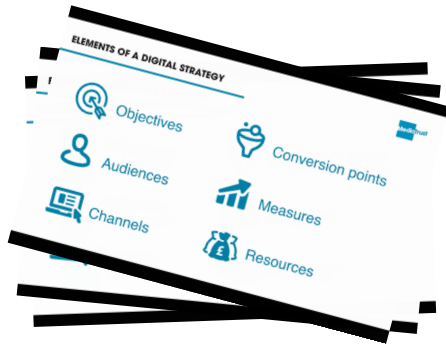 ELEMENTS OF A DIGITAL STRATEGY
Objectives
Audiences
Channels
Conversion points
Measures
£
Resources